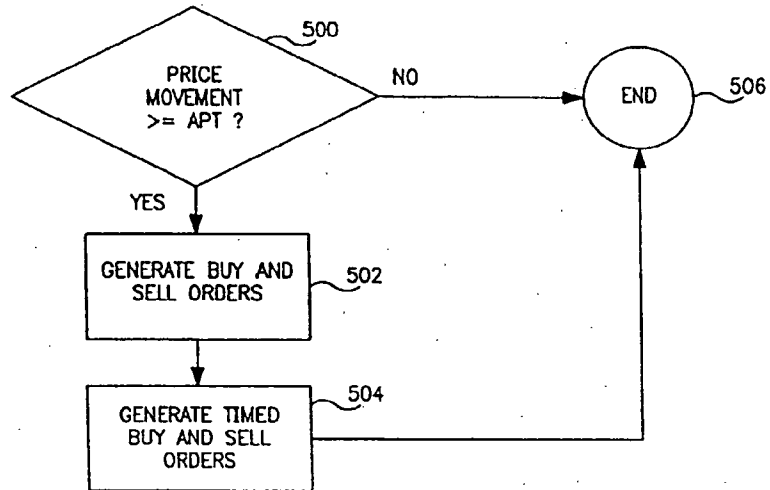 500
PRICE
MOVEMENT
>= APT ?
NO
END
506
YES
GENERATE BUY AND
SELL ORDERS
502
504
GENERATE TIMED
BUY AND SELL
ORDERS